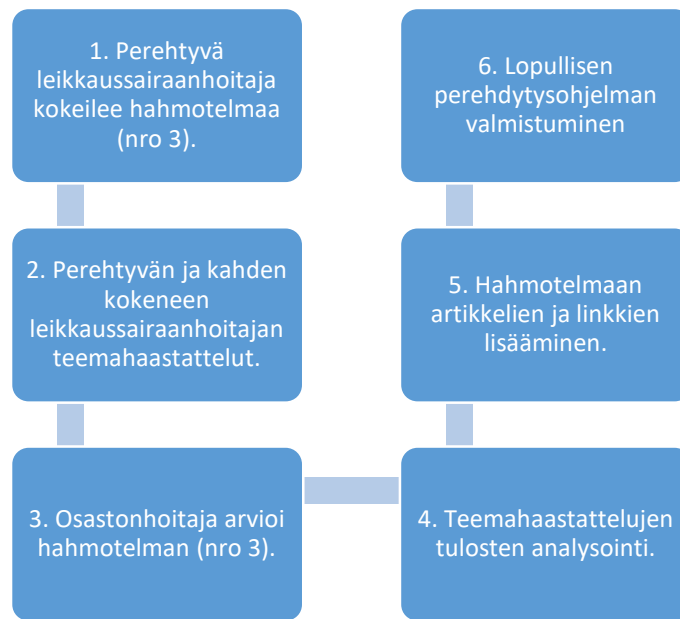 1. Perehtyvä
leikkaussairaanhoitaja
kokeilee hahmotelmaa
(nro 3).
2. Perehtyvän ja kahden
kokeneen
leikkaussairaanhoitajan
teemahaastattelut.
3. Osastonhoitaja arvioi
hahmotelman (nro 3).
4. Teemahaastattelujen
tulosten analysointi.
5. Hahmotelmaan
artikkelien ja linkkien
lisääminen.
6. Lopullisen
perehdytysohjelman
valmistuminen